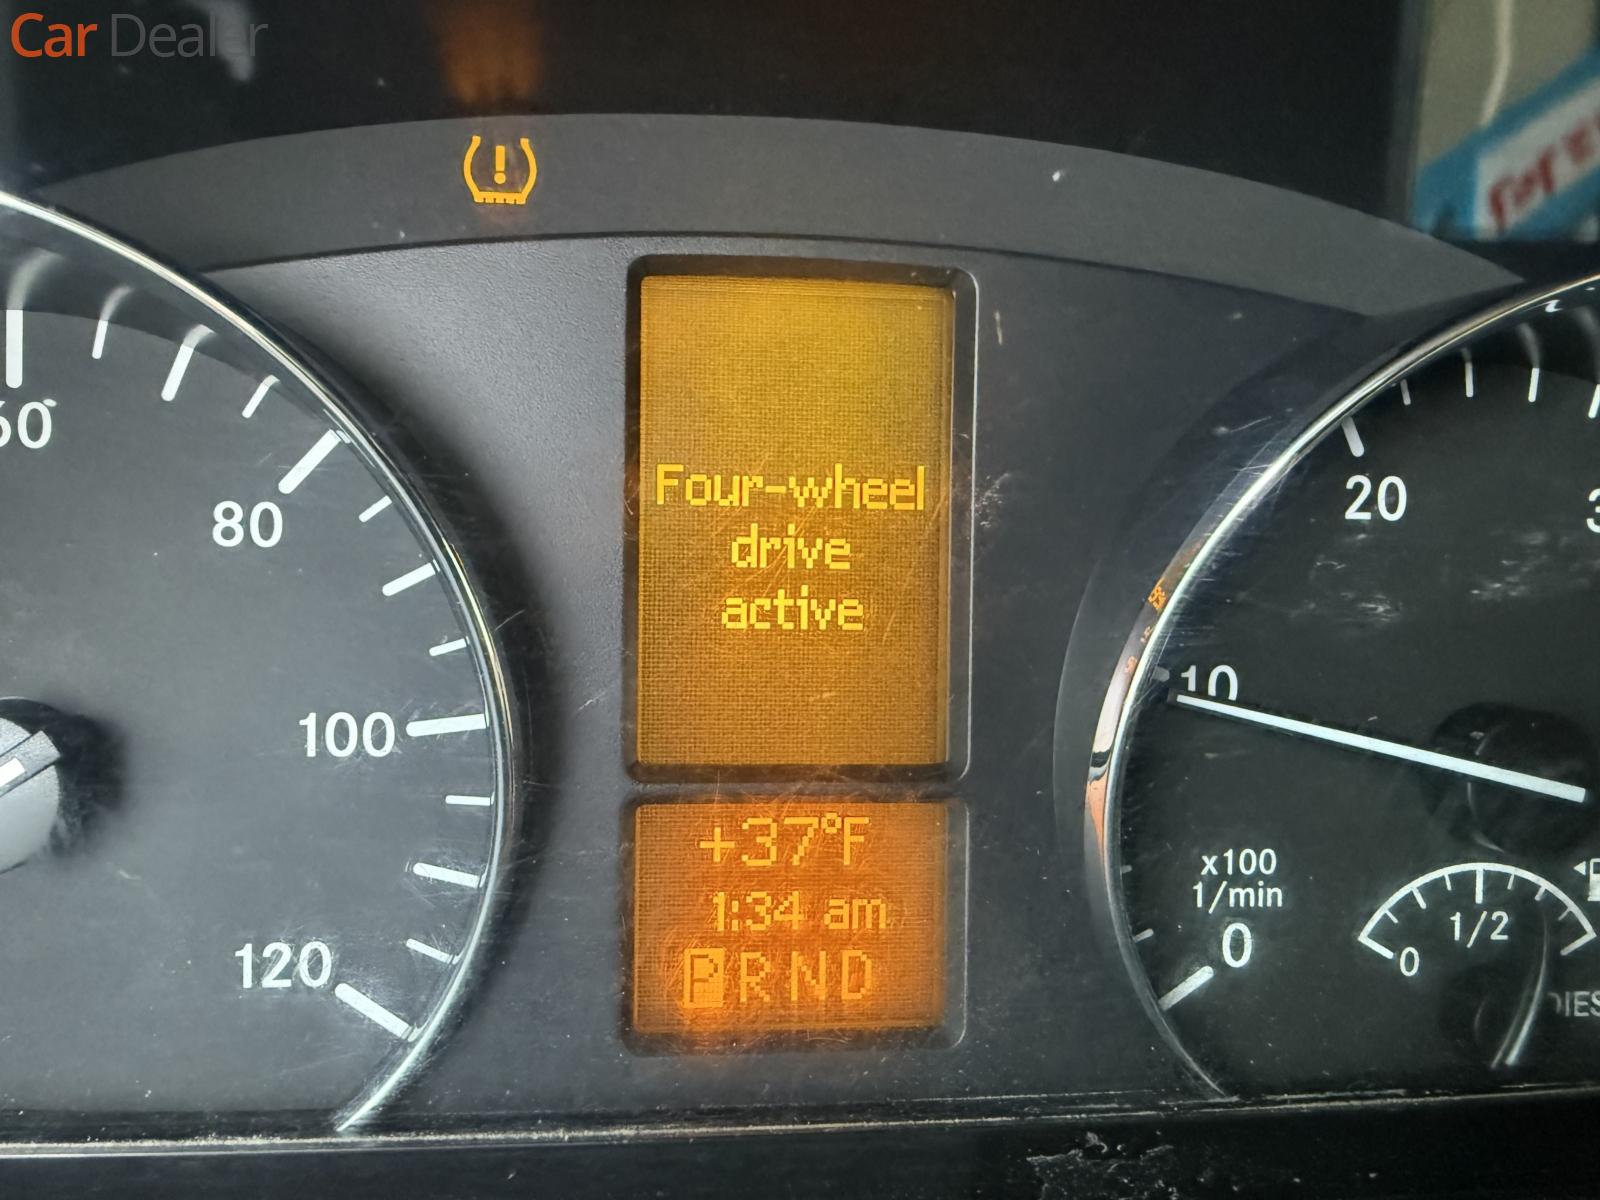 Car Dealer
Four-wheel
drive
active
+37°F
1:34 am
P R N D
60
80
100
120
20
10
x100
1/min
0
0
1/2